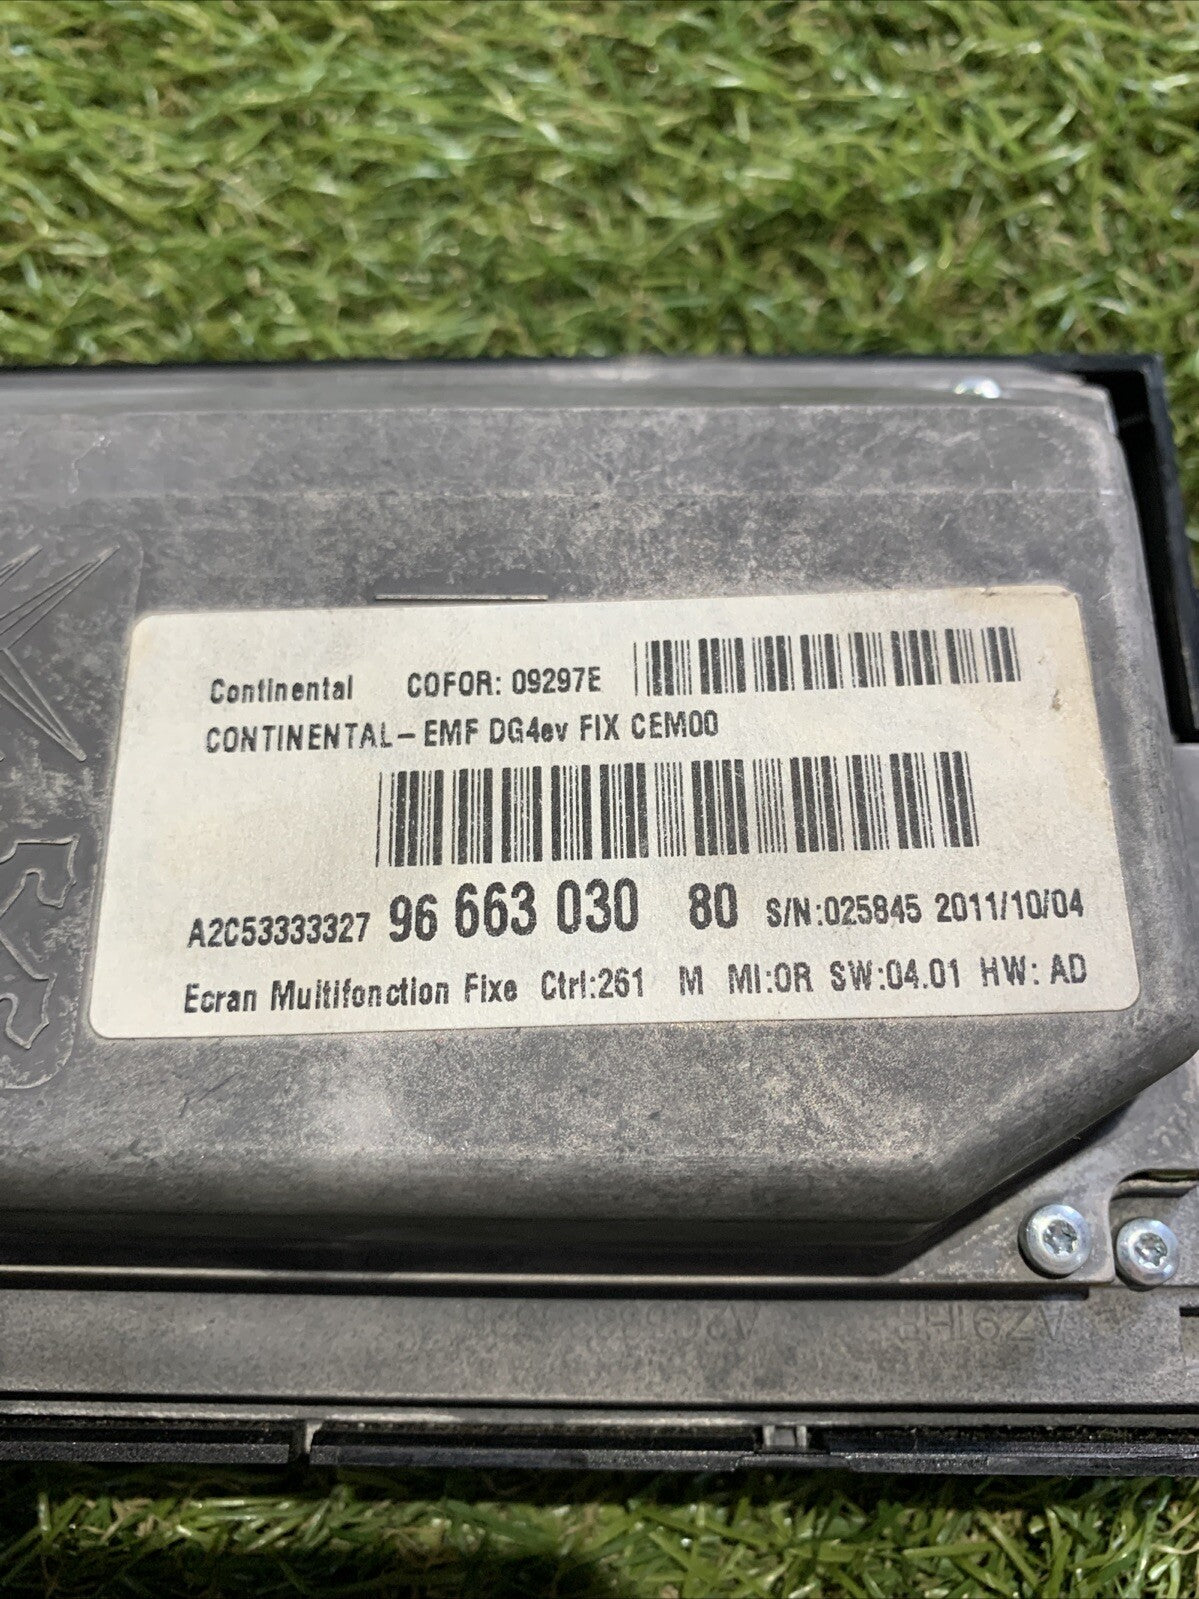 Continental COFOR: 09297E
CONTINENTAL-EMF DG4ev FIX CEM00
A2C53333327 96 663 030 80 S/N:025845 2011/10/04
Ecran Multifonction Fixe Ctrl:261 M MI:OR SW:04.01 HW: AD